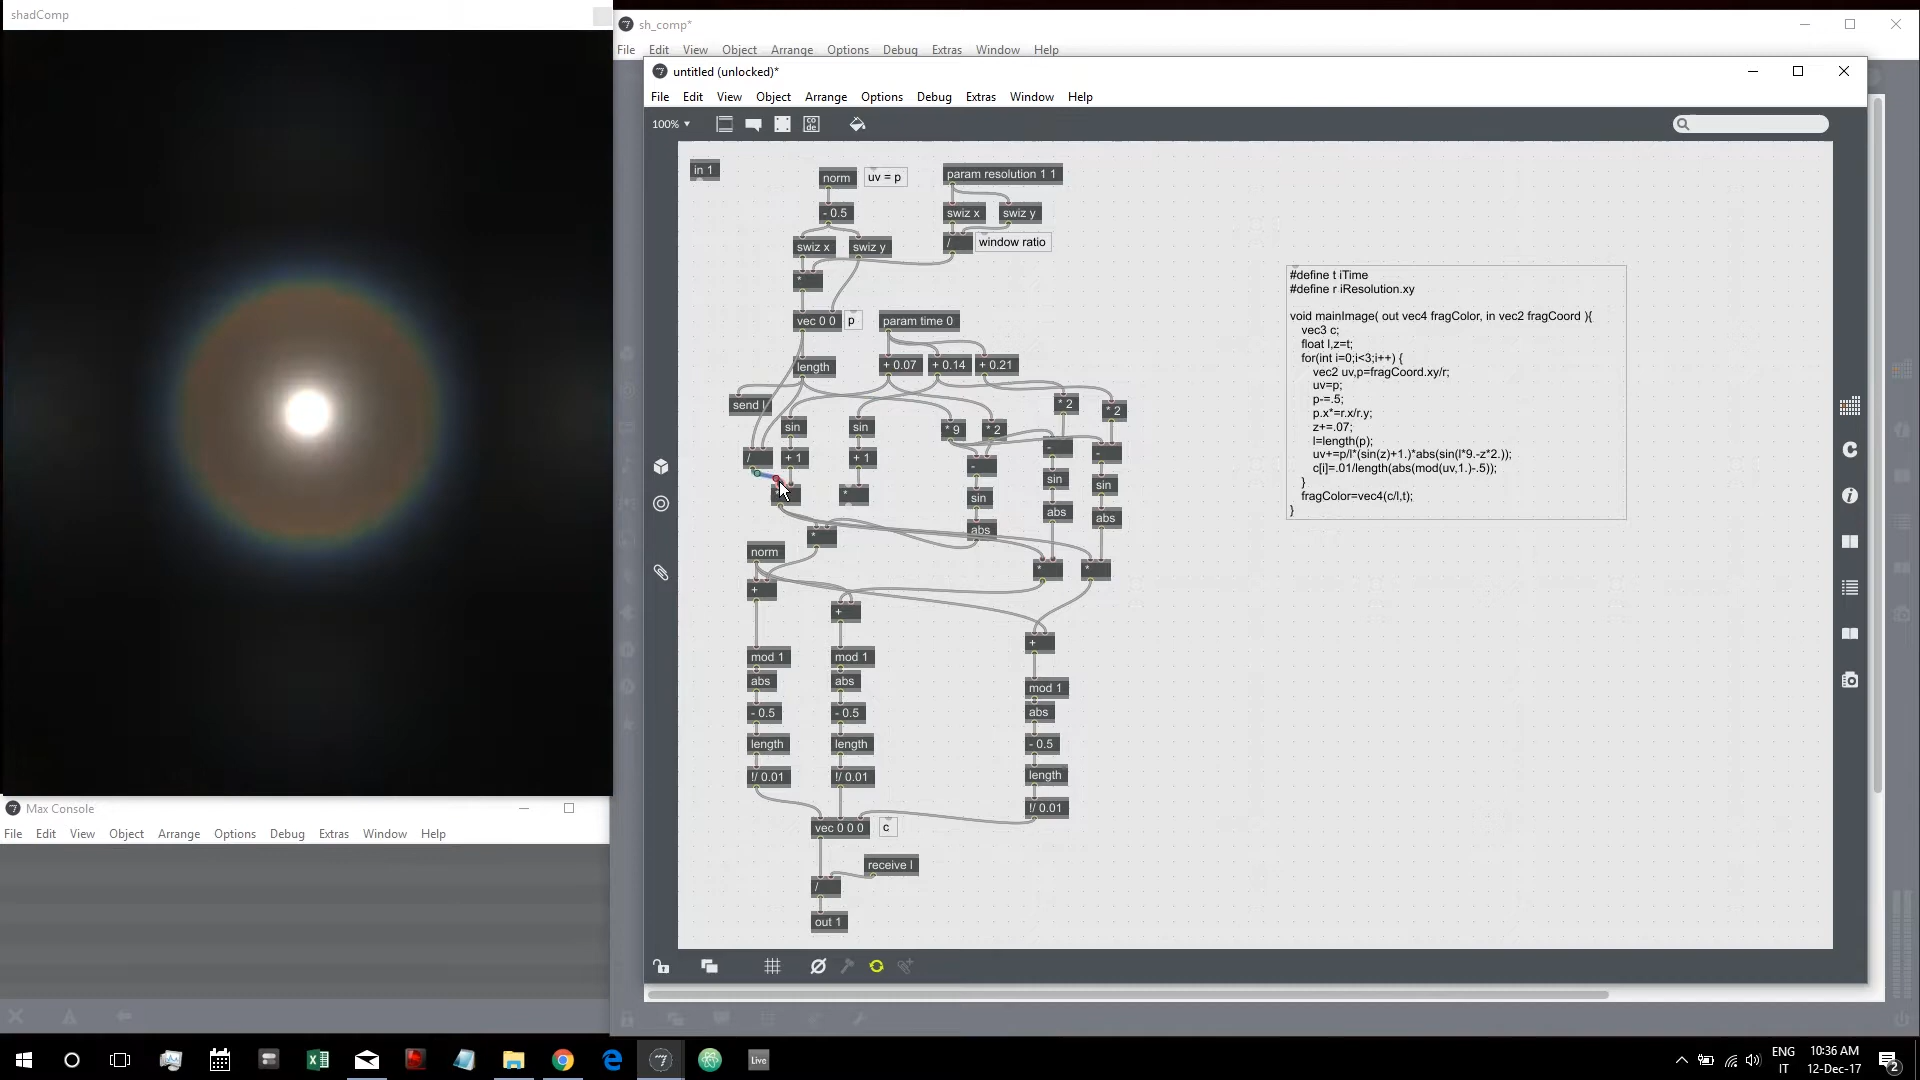 shadComp
sh_comp*
File Edit View Object Arrange Options Debug Extras Window Help
untitled (unlocked)*
File Edit View Object Arrange Options Debug Extras Window Help
100%
co
de
in 1
norm
uv = p
param resolution 1 1
- 0.5
swiz x
swiz y
swiz x
swiz y
/
window ratio
*
vec 0 0
p
param time 0
length
+ 0.07
+ 0.14
+ 0.21
send l
* 2
* 2
sin
sin
* 9
* 2
/
+ 1
+ 1
-
-
-
sin
sin
sin
*
*
abs
abs
abs
*
norm
*
*
+
+
+
mod 1
mod 1
abs
abs
mod 1
abs
- 0.5
- 0.5
length
length
- 0.5
!/ 0.01
!/ 0.01
length
!/ 0.01
vec 0 0 0
c
receive l
/
out 1
#define t iTime
#define r iResolution.xy
void mainImage( out vec4 fragColor, in vec2 fragCoord ){
vec3 c;
float l,z=t;
for(int i=0;i<3;i++) {
vec2 uv,p=fragCoord.xy/r;
uv=p;
p-=.5;
p.x*=r.x/r.y;
z+=.07;
l=length(p);
uv+=p/l*(sin(z)+1.)*abs(sin(l*9.-z*2.));
c[i]=.01/length(abs(mod(uv,1.)-.5));
}
fragColor=vec4(c/l,t);
}
Max Console
File Edit View Object Arrange Options Debug Extras Window Help
Live
ENG
IT
10:36 AM
12-Dec-17
2